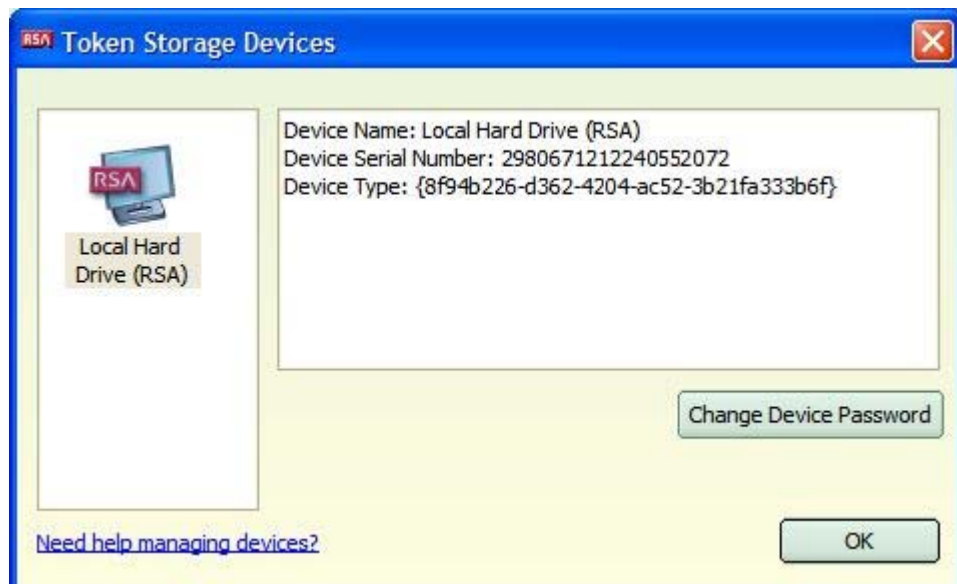 RSA Token Storage Devices
RSA
Local Hard
Drive (RSA)
Device Name: Local Hard Drive (RSA)
Device Serial Number: 2980671212240552072
Device Type: {8f94b226-d362-4204-ac52-3b21fa333b6f}
Change Device Password
Need help managing devices?
OK